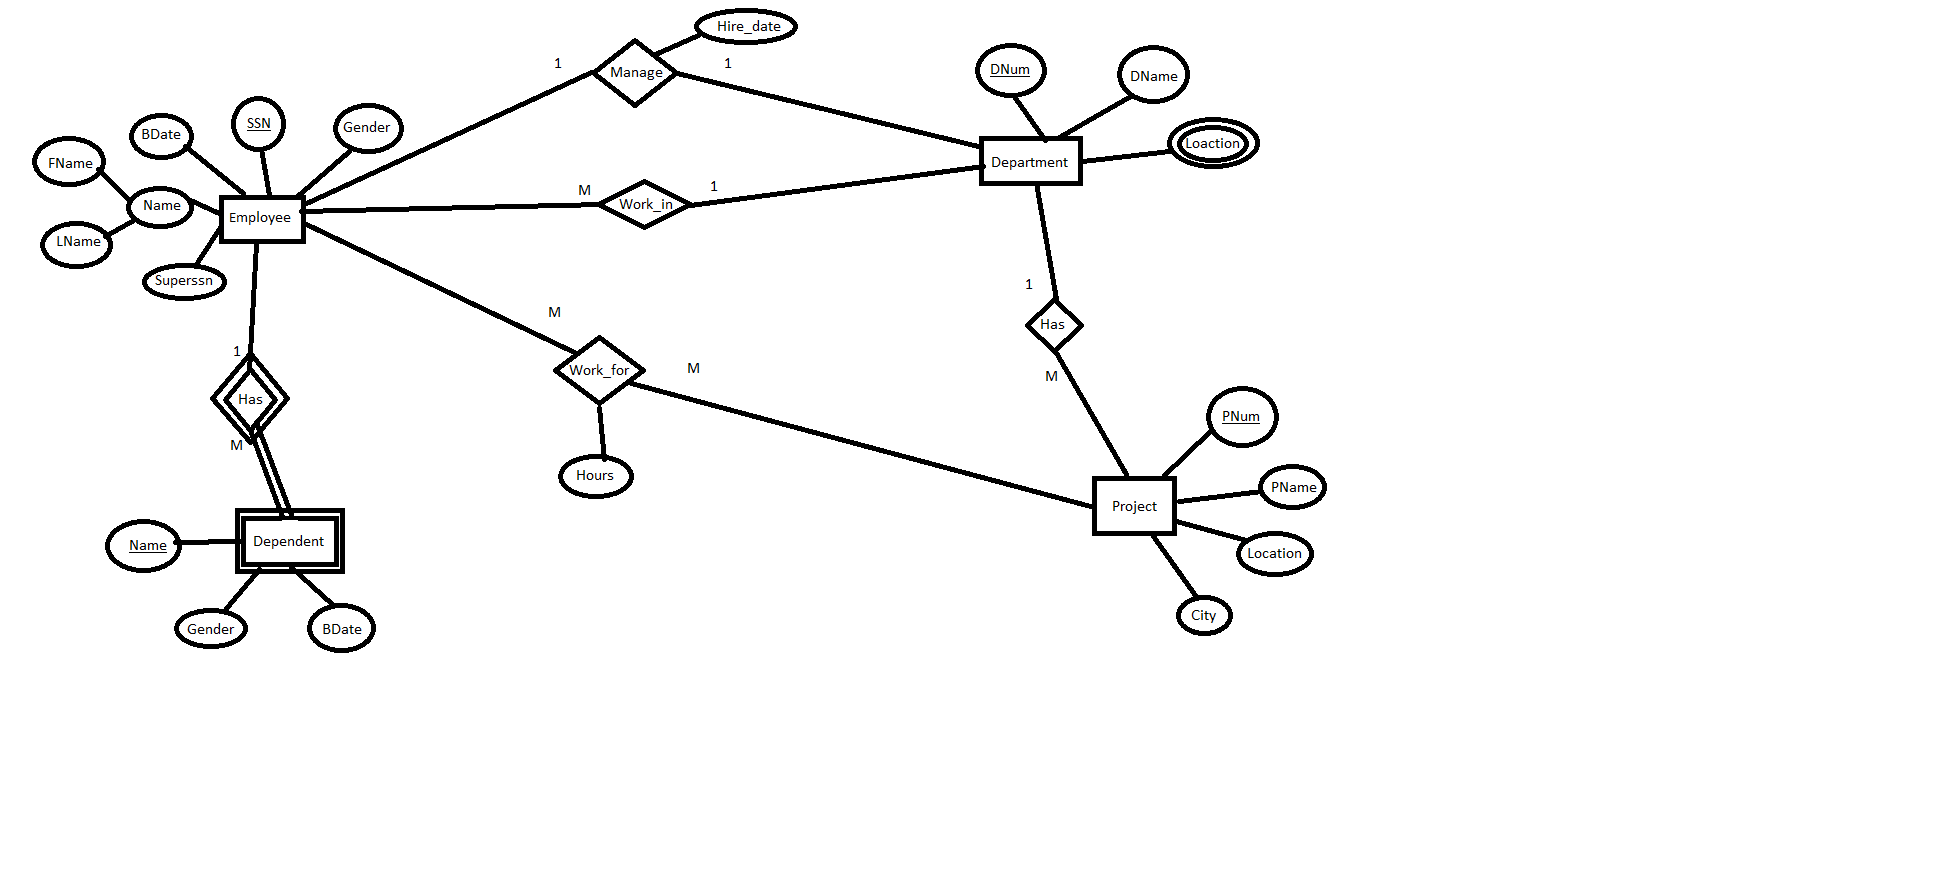 Hire_date
1
1
Manage
DNum
DName
BDate
SSN
Gender
FName
Loaction
Department
Name
Employee
M
1
Work_in
LName
Superssn
1
M
Has
1
Work_for
M
M
Has
M
PNum
Hours
PName
Project
Name
Dependent
Location
City
Gender
BDate